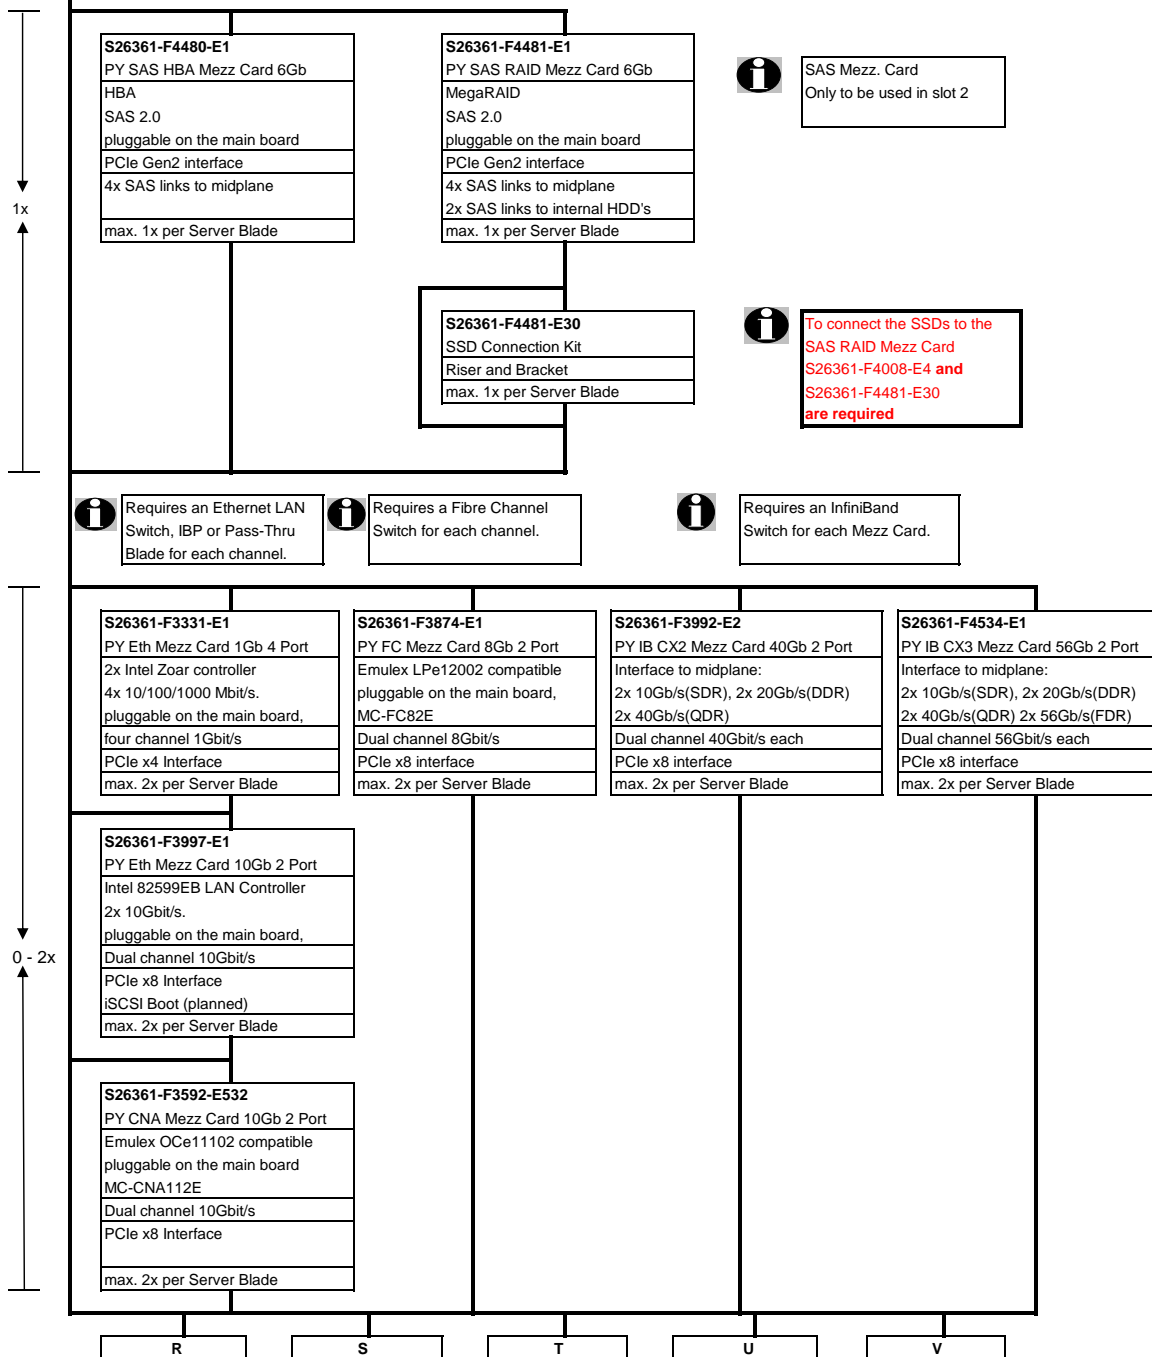 S26361-F4480-E1
PY SAS HBA Mezz Card 6Gb
HBA
SAS 2.0
pluggable on the main board
PCIe Gen2 interface
4x SAS links to midplane
max. 1x per Server Blade
S26361-F4481-E1
PY SAS RAID Mezz Card 6Gb
MegaRAID
SAS 2.0
pluggable on the main board
PCIe Gen2 interface
4x SAS links to midplane
2x SAS links to internal HDD's
max. 1x per Server Blade
SAS Mezz. Card
Only to be used in slot 2
1x
S26361-F4481-E30
SSD Connection Kit
Riser and Bracket
max. 1x per Server Blade
To connect the SSDs to the
SAS RAID Mezz Card
S26361-F4008-E4 and
S26361-F4481-E30
are required
Requires an Ethernet LAN
Switch, IBP or Pass-Thru
Blade for each channel.
Requires a Fibre Channel
Switch for each channel.
Requires an InfiniBand
Switch for each Mezz Card.
S26361-F3331-E1
PY Eth Mezz Card 1Gb 4 Port
2x Intel Zoar controller
4x 10/100/1000 Mbit/s.
pluggable on the main board,
four channel 1Gbit/s
PCIe x4 Interface
max. 2x per Server Blade
S26361-F3874-E1
PY FC Mezz Card 8Gb 2 Port
Emulex LPe12002 compatible
pluggable on the main board,
MC-FC82E
Dual channel 8Gbit/s
PCIe x8 interface
max. 2x per Server Blade
S26361-F3992-E2
PY IB CX2 Mezz Card 40Gb 2 Port
Interface to midplane:
2x 10Gb/s(SDR), 2x 20Gb/s(DDR)
2x 40Gb/s(QDR)
Dual channel 40Gbit/s each
PCIe x8 interface
max. 2x per Server Blade
S26361-F4534-E1
PY IB CX3 Mezz Card 56Gb 2 Port
Interface to midplane:
2x 10Gb/s(SDR), 2x 20Gb/s(DDR)
2x 40Gb/s(QDR) 2x 56Gb/s(FDR)
Dual channel 56Gbit/s each
PCIe x8 interface
max. 2x per Server Blade
S26361-F3997-E1
PY Eth Mezz Card 10Gb 2 Port
Intel 82599EB LAN Controller
2x 10Gbit/s.
pluggable on the main board,
Dual channel 10Gbit/s
PCIe x8 Interface
iSCSI Boot (planned)
max. 2x per Server Blade
0 - 2x
S26361-F3592-E532
PY CNA Mezz Card 10Gb 2 Port
Emulex OCe11102 compatible
pluggable on the main board
MC-CNA112E
Dual channel 10Gbit/s
PCIe x8 Interface
max. 2x per Server Blade
R
S
T
U
V